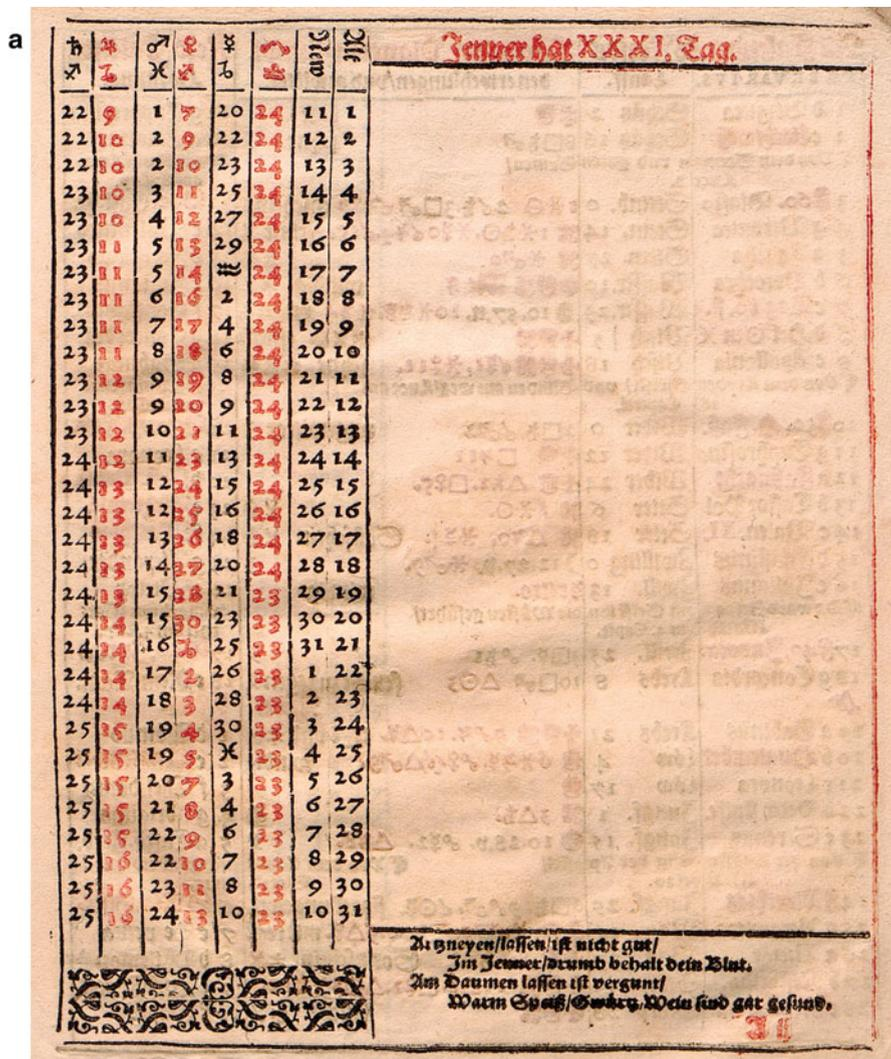 a
♄ ♃ ♂ ♀ ☿ ☊ New Alte Jenner hat XXXI. Tag.
♐ ♑ ♓ ♐ ♑
22 9 1 7 20 24 11 1
22 10 2 9 22 24 12 2
22 10 2 10 23 24 13 3
23 10 3 11 25 24 14 4
23 10 4 12 27 24 15 5
23 11 5 13 29 24 16 6
23 11 5 14 ♒ 24 17 7
23 11 6 16 2 24 18 8
23 11 7 17 4 24 19 9
23 11 8 18 6 24 20 10
23 12 9 19 8 24 21 11
23 12 9 20 9 24 22 12
23 12 10 21 11 24 23 13
24 12 11 23 13 24 24 14
24 13 12 24 15 24 25 15
24 13 12 25 16 24 26 16
24 13 13 26 18 24 27 17
24 13 14 27 20 24 28 18
24 13 15 28 21 23 29 19
24 14 15 30 23 23 30 20
24 14 16 ♑ 25 23 31 21
24 14 17 2 26 23 1 22
24 14 18 3 28 23 2 23
25 15 19 4 30 23 3 24
25 15 19 5 ♓ 23 4 25
25 15 20 7 3 23 5 26
25 15 21 8 4 23 6 27
25 15 22 9 6 23 7 28
25 16 22 10 7 23 8 29
25 16 23 11 8 23 9 30
25 16 24 13 10 23 10 31
Artzneyen/lassen/ist nicht gut/
Im Jenner/drumb behalt dein Blut.
Am Daumen lassen ist vergunt/
Warm Speiß/Gwürtz/Wein sind gar gesund.